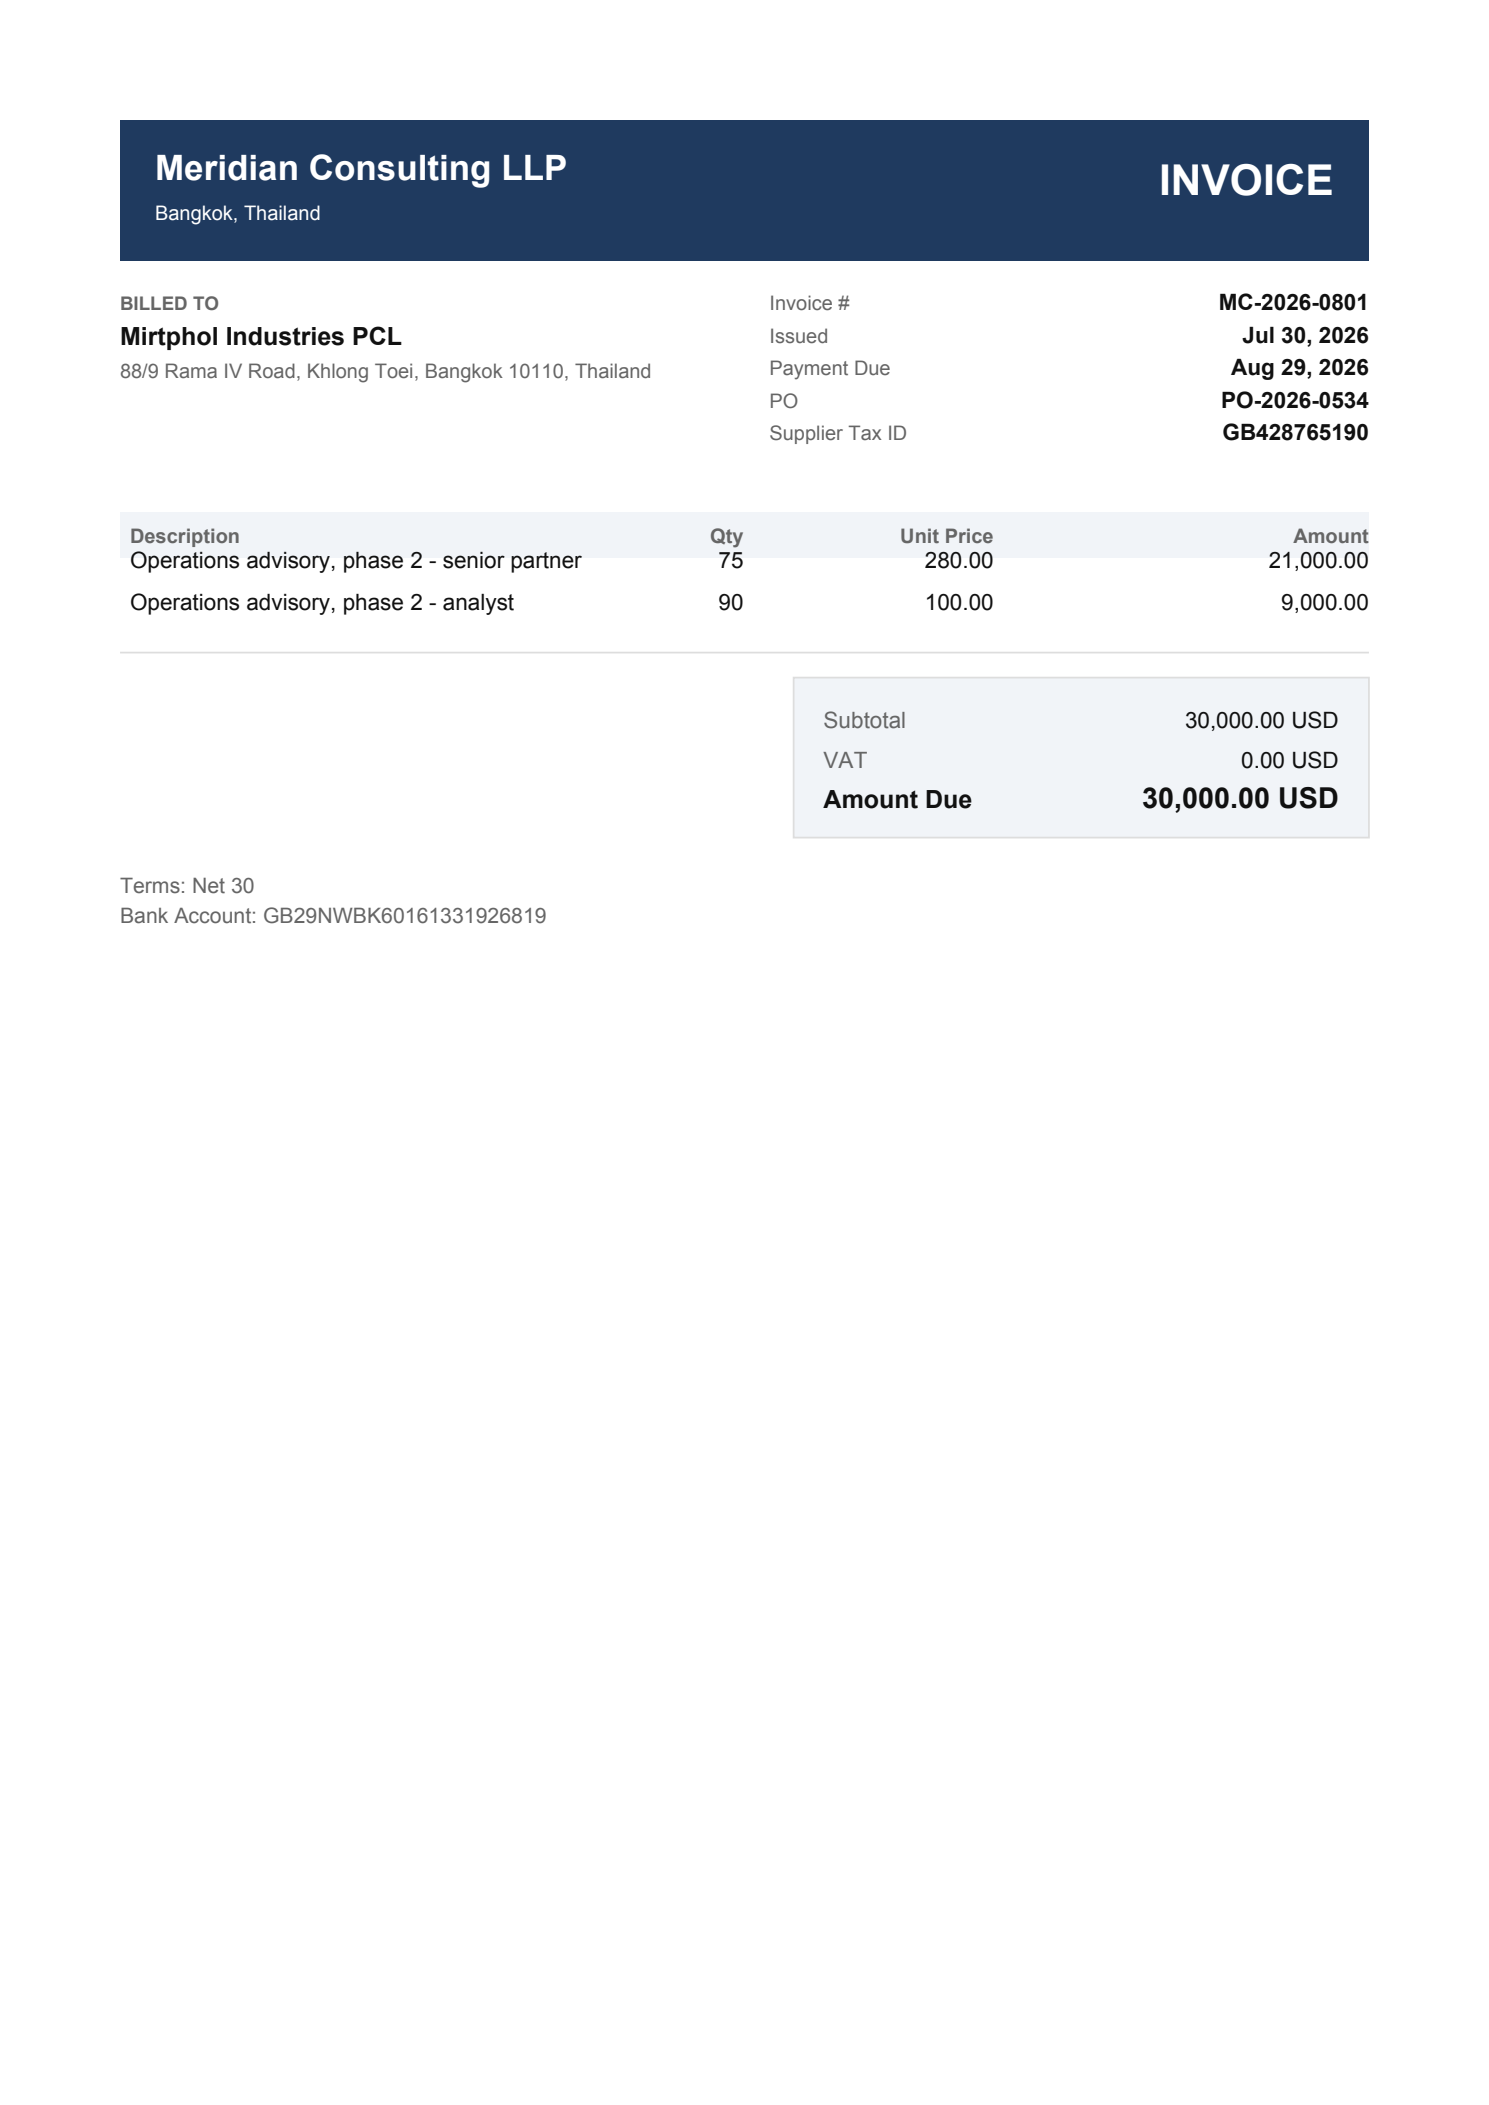 Meridian Consulting LLP
Bangkok, Thailand
INVOICE
BILLED TO
Mirtphol Industries PCL
88/9 Rama IV Road, Khlong Toei, Bangkok 10110, Thailand
Invoice # MC-2026-0801
Issued Jul 30, 2026
Payment Due Aug 29, 2026
PO PO-2026-0534
Supplier Tax ID GB428765190
Description Qty Unit Price Amount
Operations advisory, phase 2 - senior partner 75 280.00 21,000.00
Operations advisory, phase 2 - analyst 90 100.00 9,000.00
Subtotal 30,000.00 USD
VAT 0.00 USD
Amount Due 30,000.00 USD
Terms: Net 30
Bank Account: GB29NWBK60161331926819